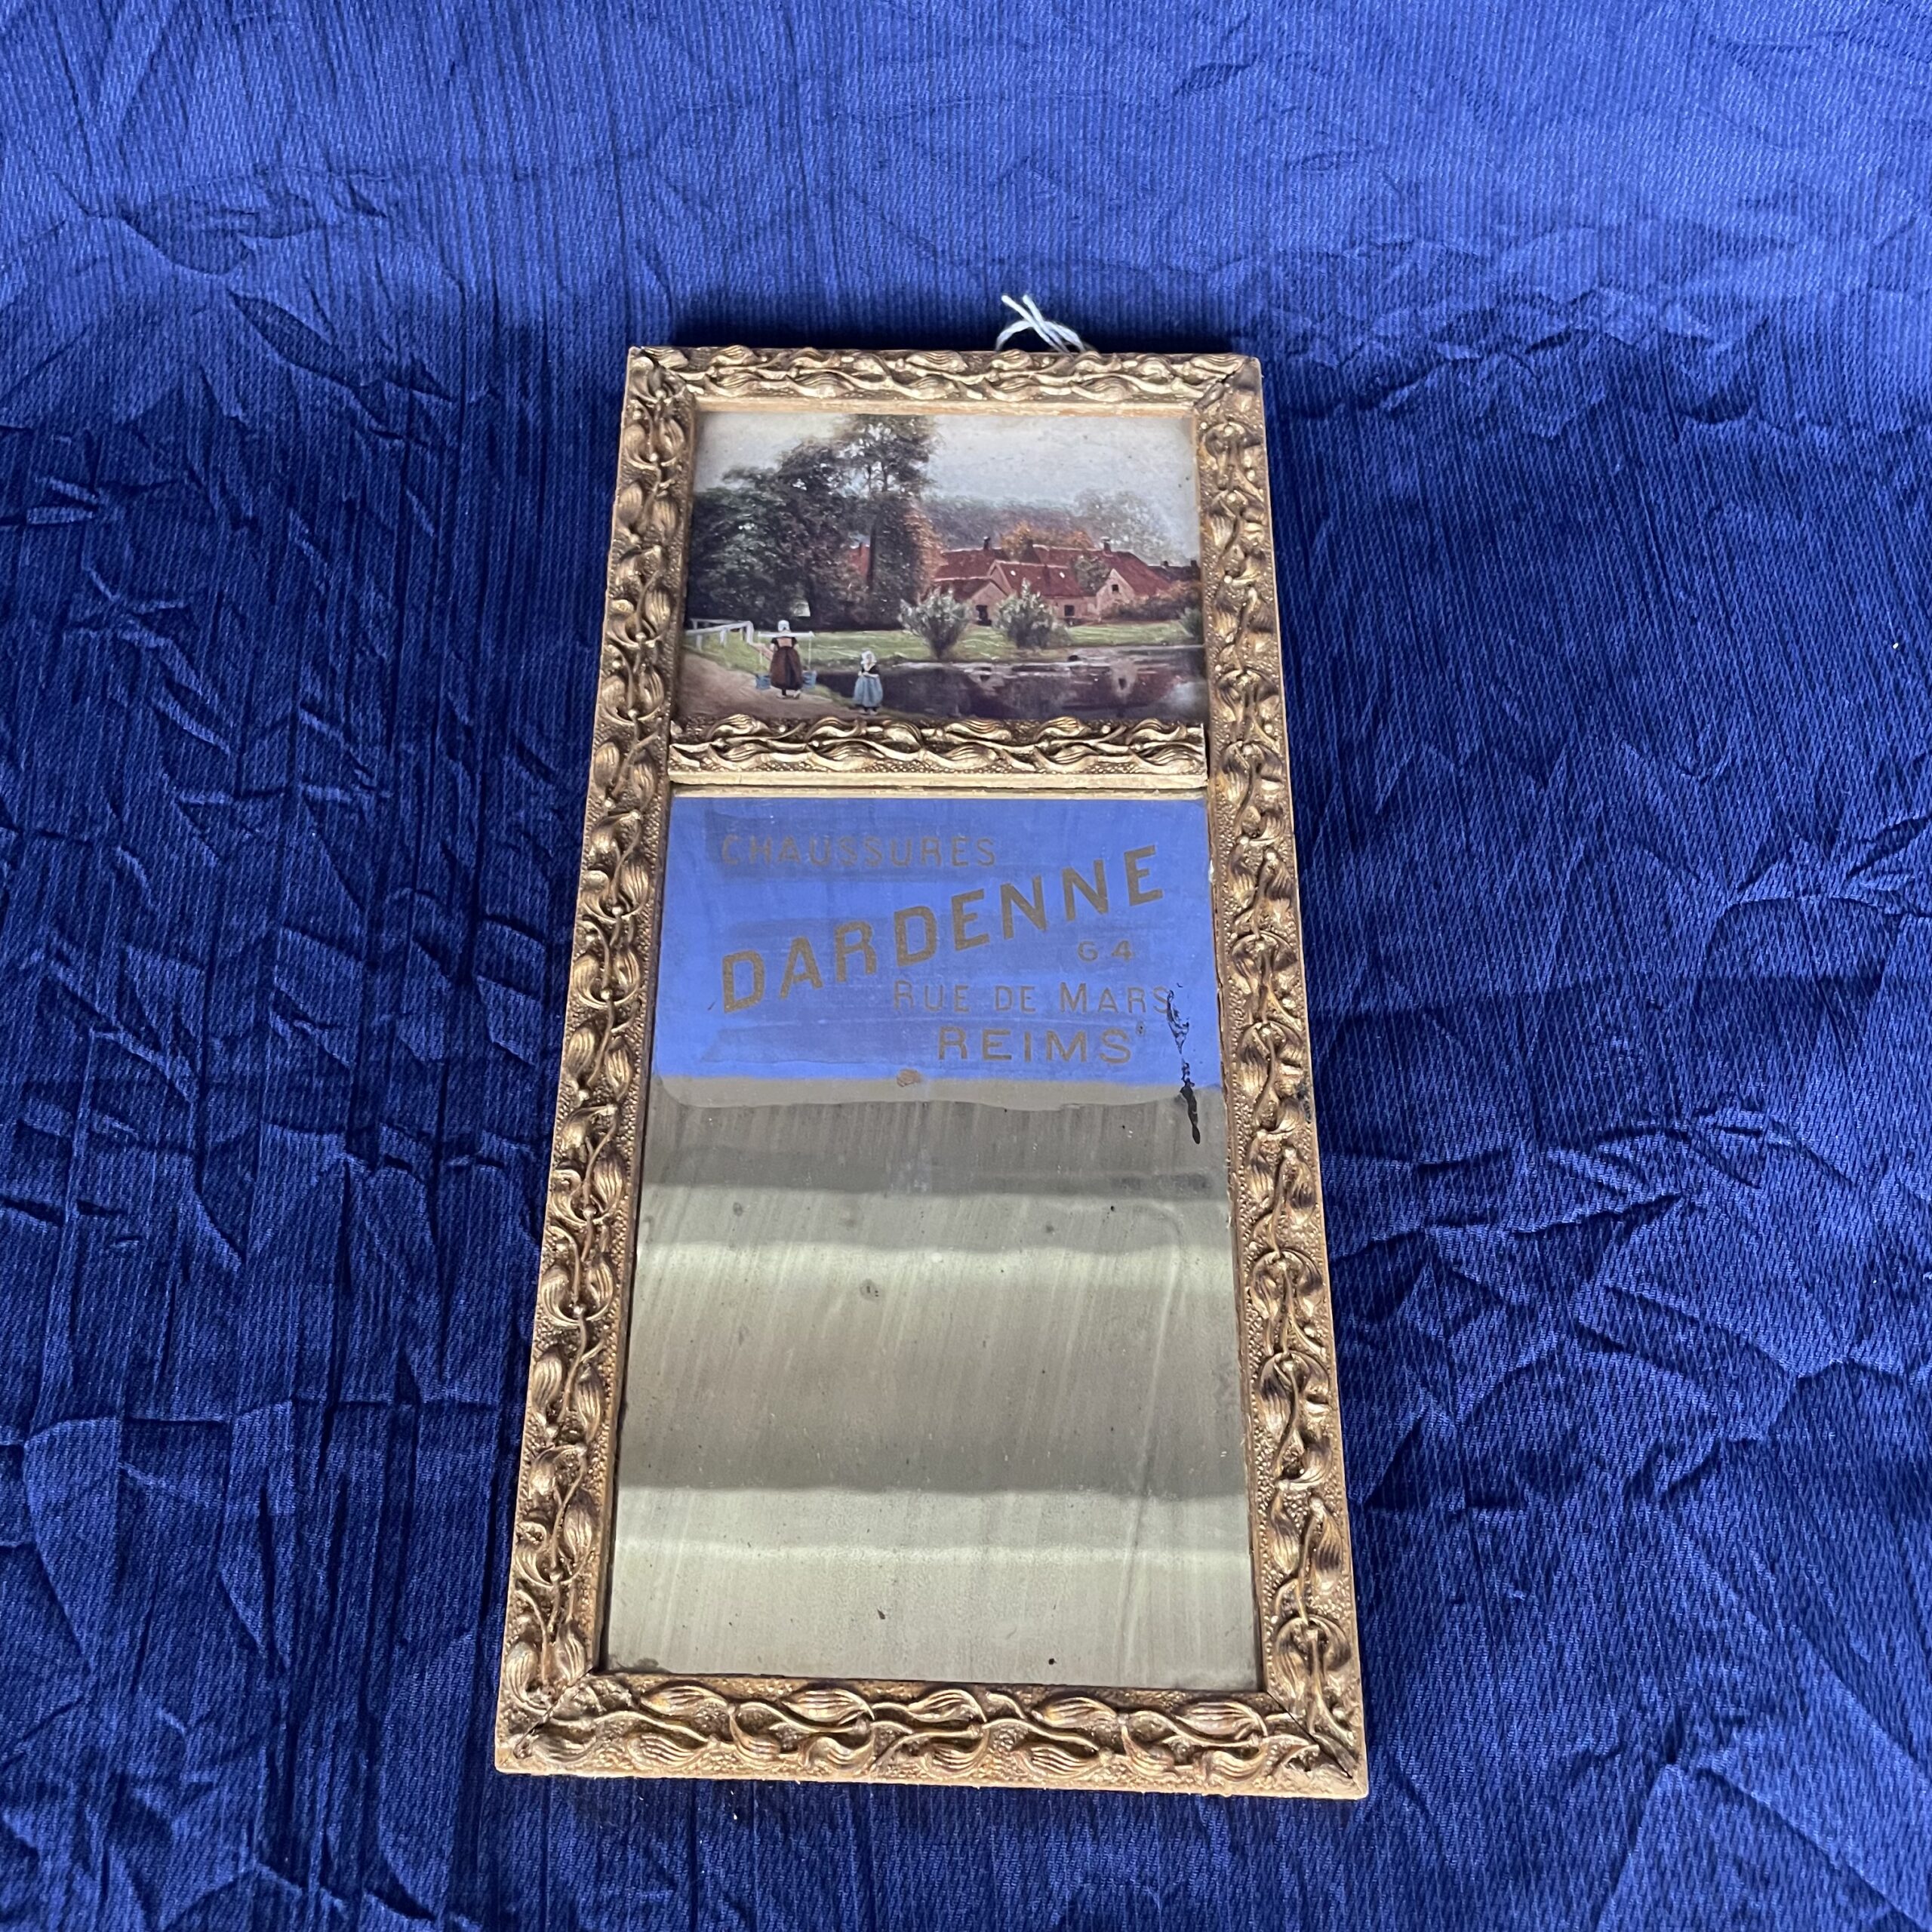 CHAUSSURES
DARDENNE
64
RUE DE MARS
REIMS